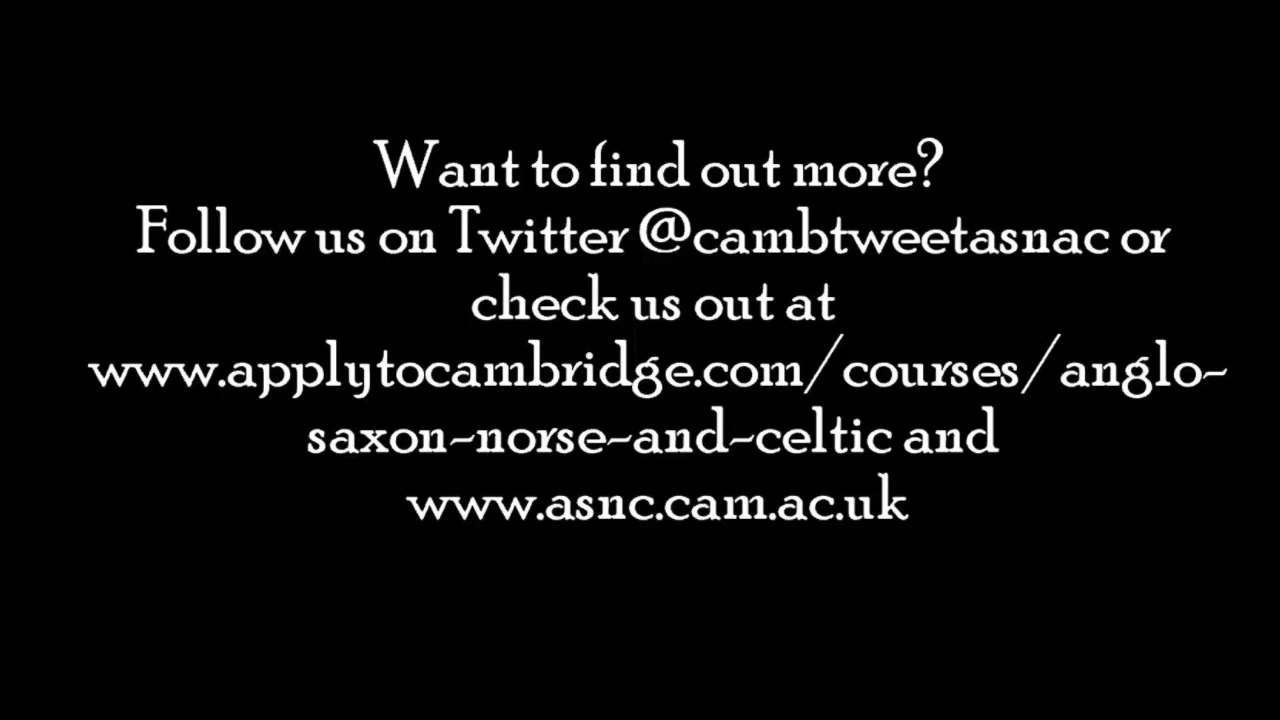 Want to find out more?
Follow us on Twitter @cambtweetasnac or
check us out at
www.applytocambridge.com/courses/anglo-
saxon-norse-and-celtic and
www.asnc.cam.ac.uk